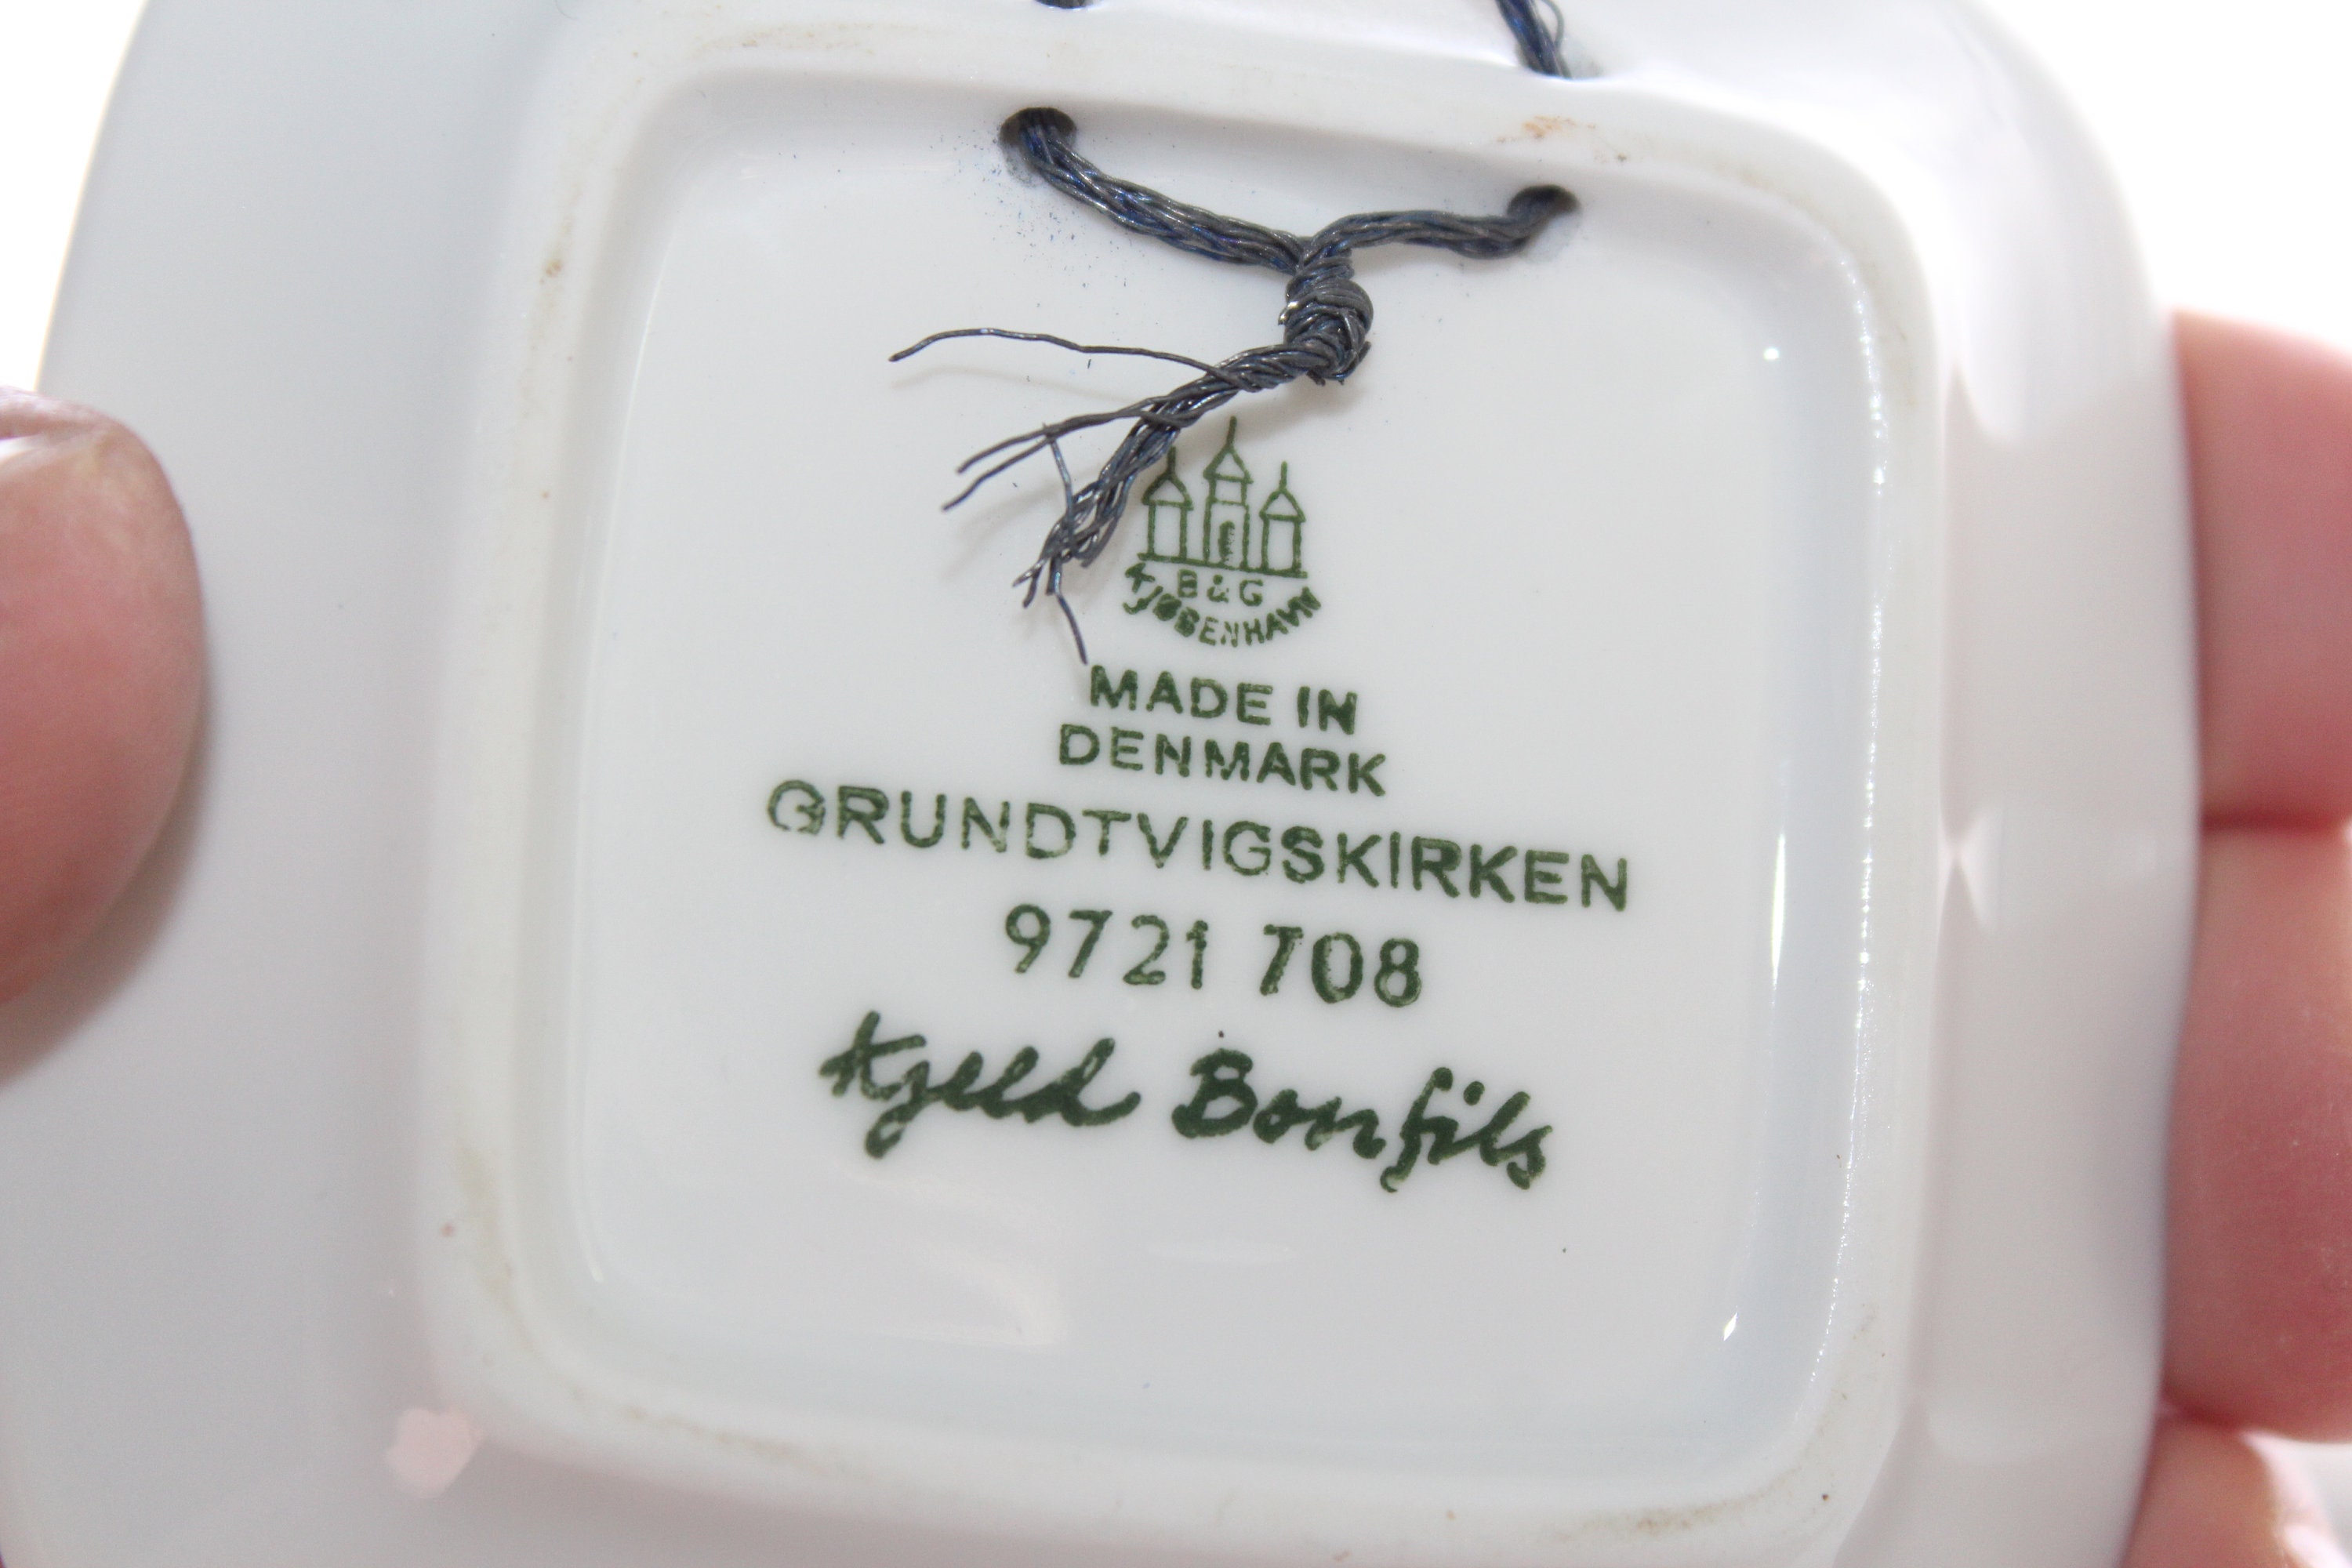 B&G
KJØBENHAVN
MADE IN
DENMARK
GRUNDTVIGSKIRKEN
9721 708
Kjeld Bonfils